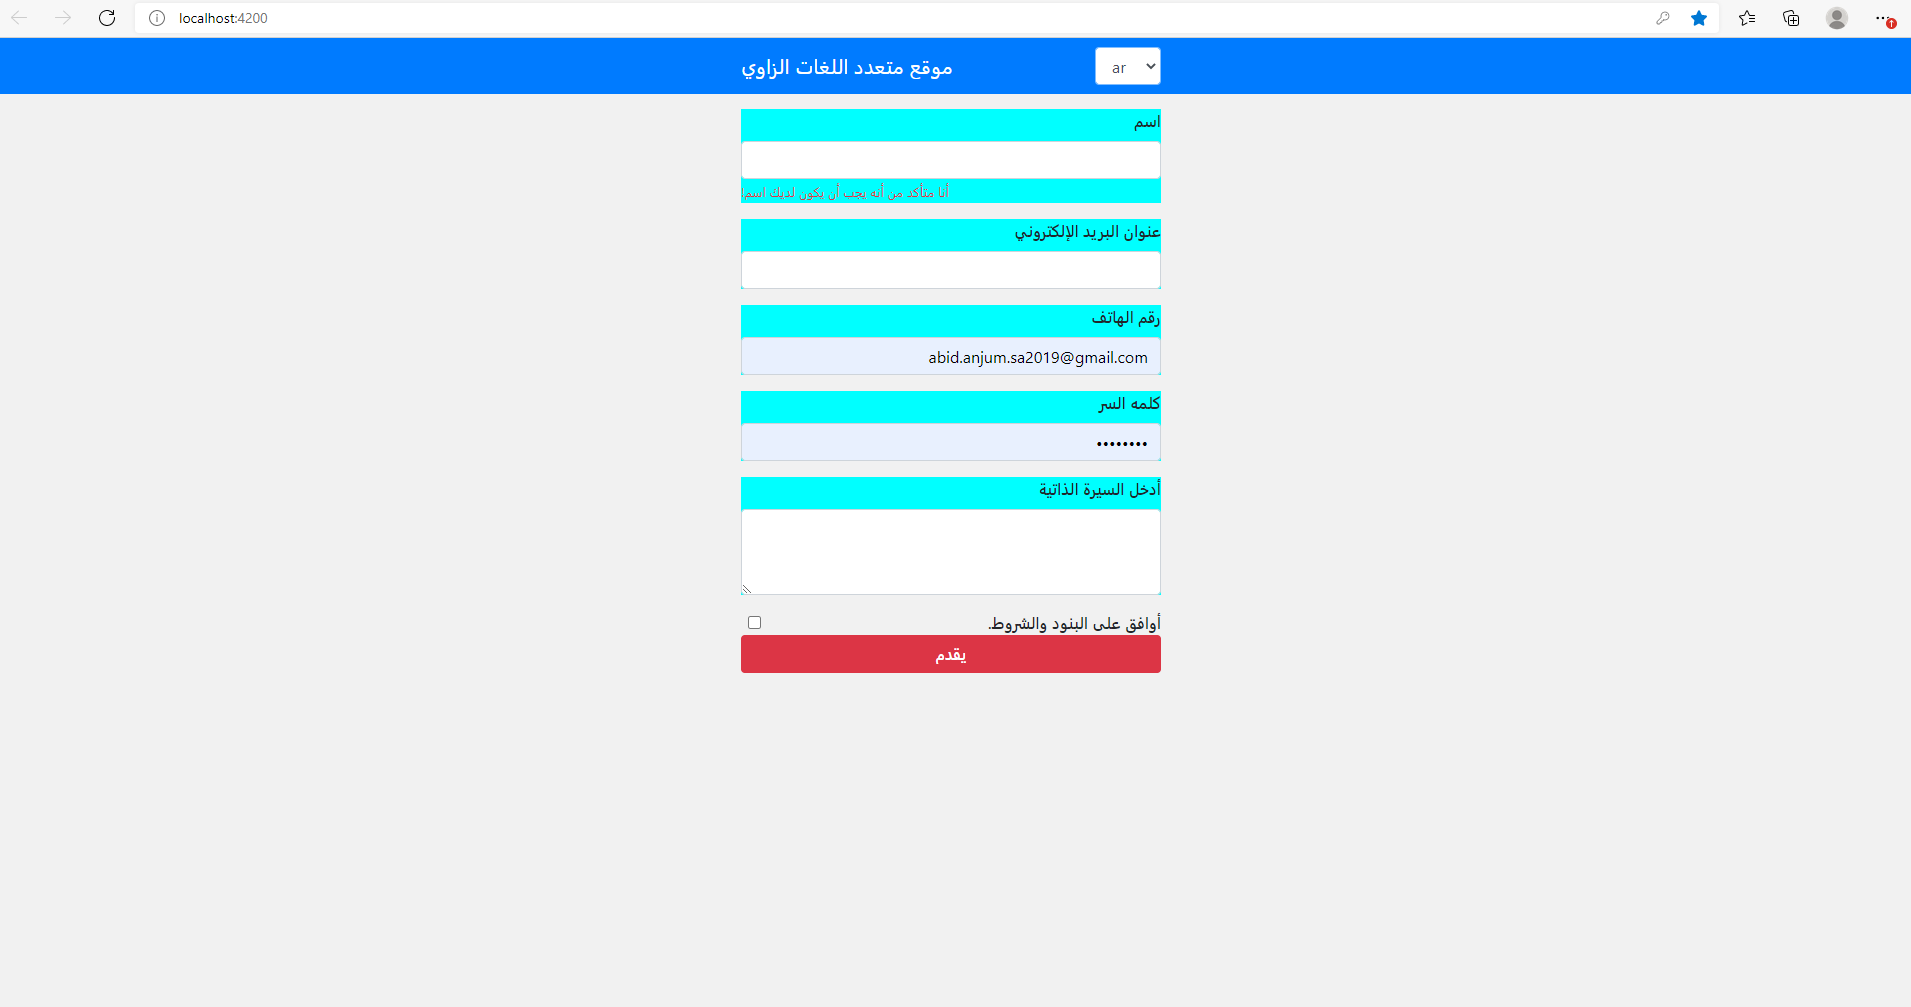 localhost:4200
موقع متعدد اللغات الزاوي
ar
اسم
أنا متأكد من أنه يجب أن يكون لديك اسم!
عنوان البريد الإلكتروني
رقم الهاتف
abid.anjum.sa2019@gmail.com
كلمه السر
••••••••
أدخل السيرة الذاتية
أوافق على البنود والشروط.
يقدم